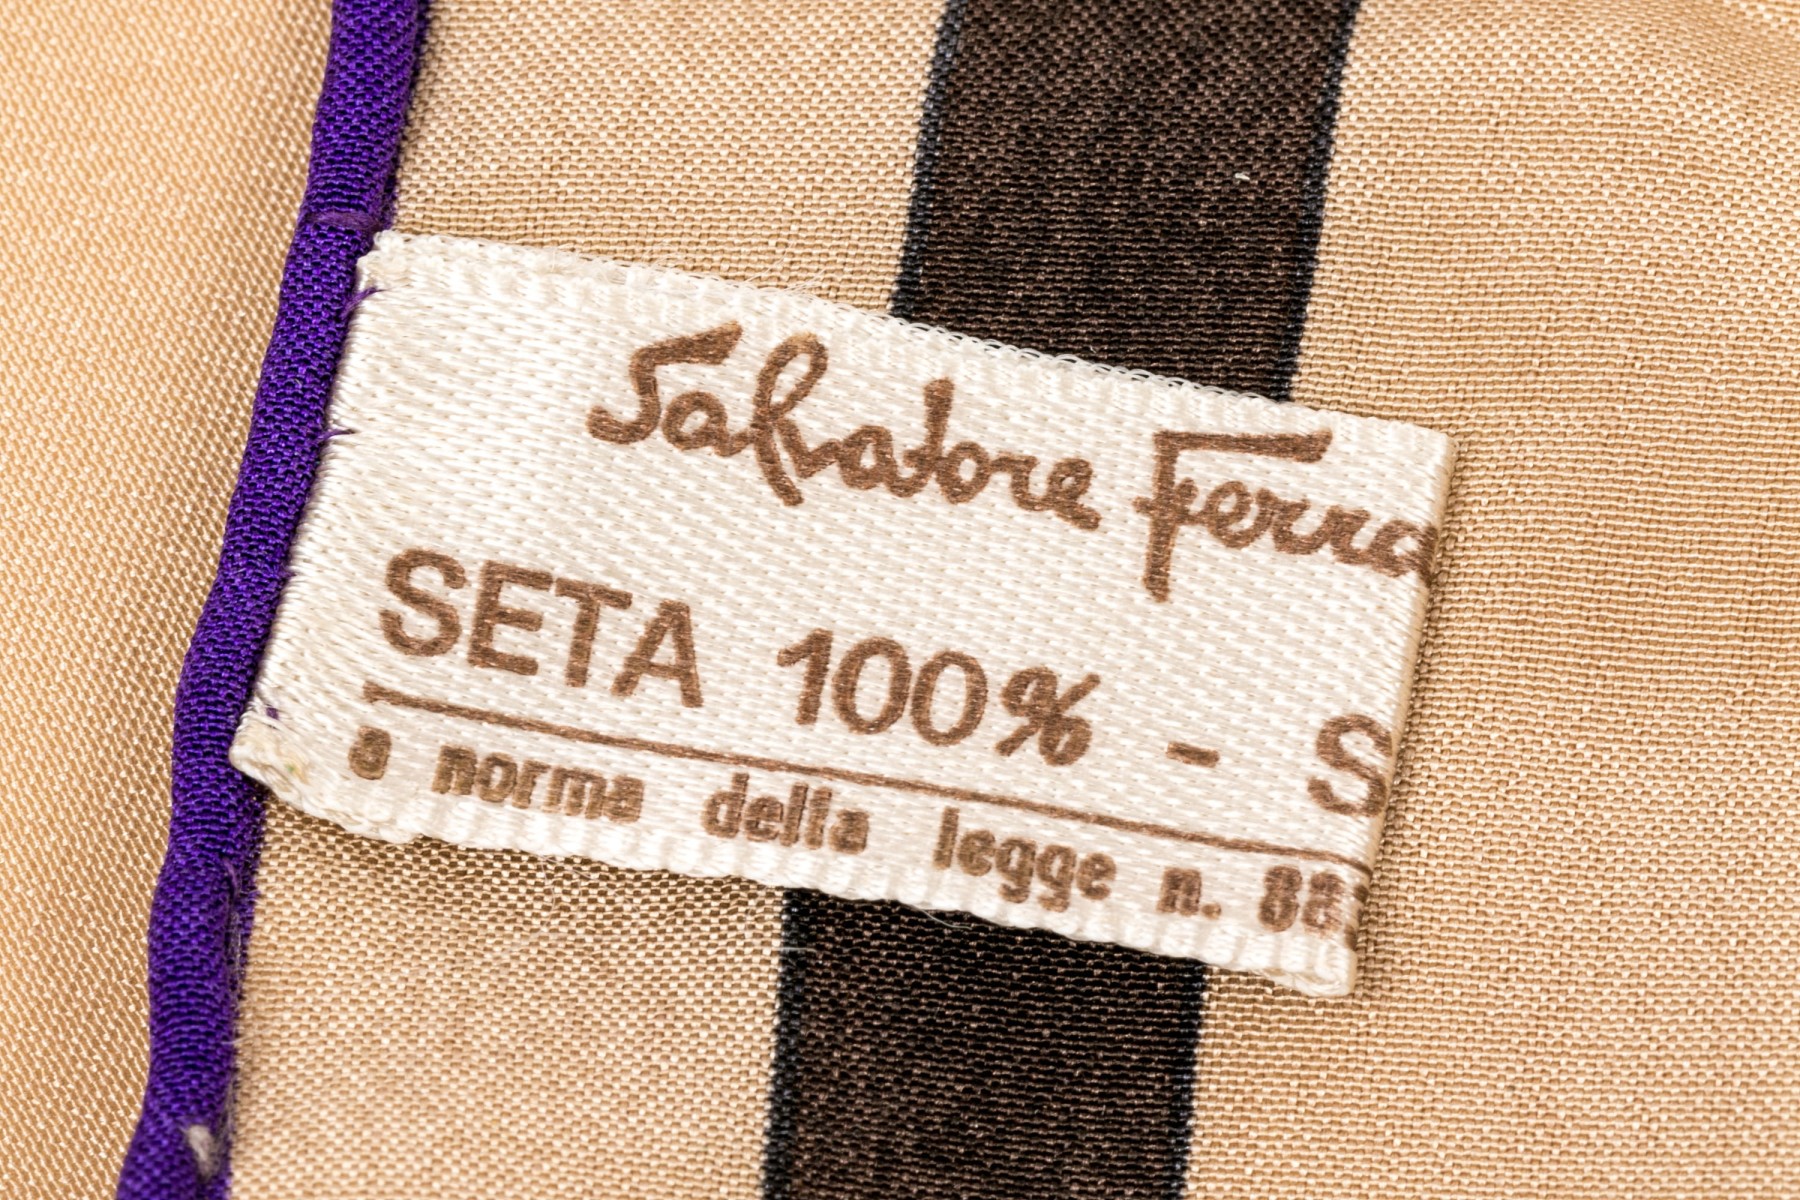 Salvatore Ferra
SETA 100% - S
a norma della legge n. 88